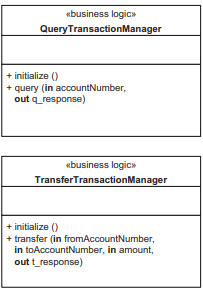 «business logic»
QueryTransactionManager
+ initialize ()
+ query (in accountNumber,
out q_response)
«business logic»
TransferTransactionManager
+ initialize ()
+ transfer (in fromAccountNumber,
in toAccountNumber, in amount,
out t_response)